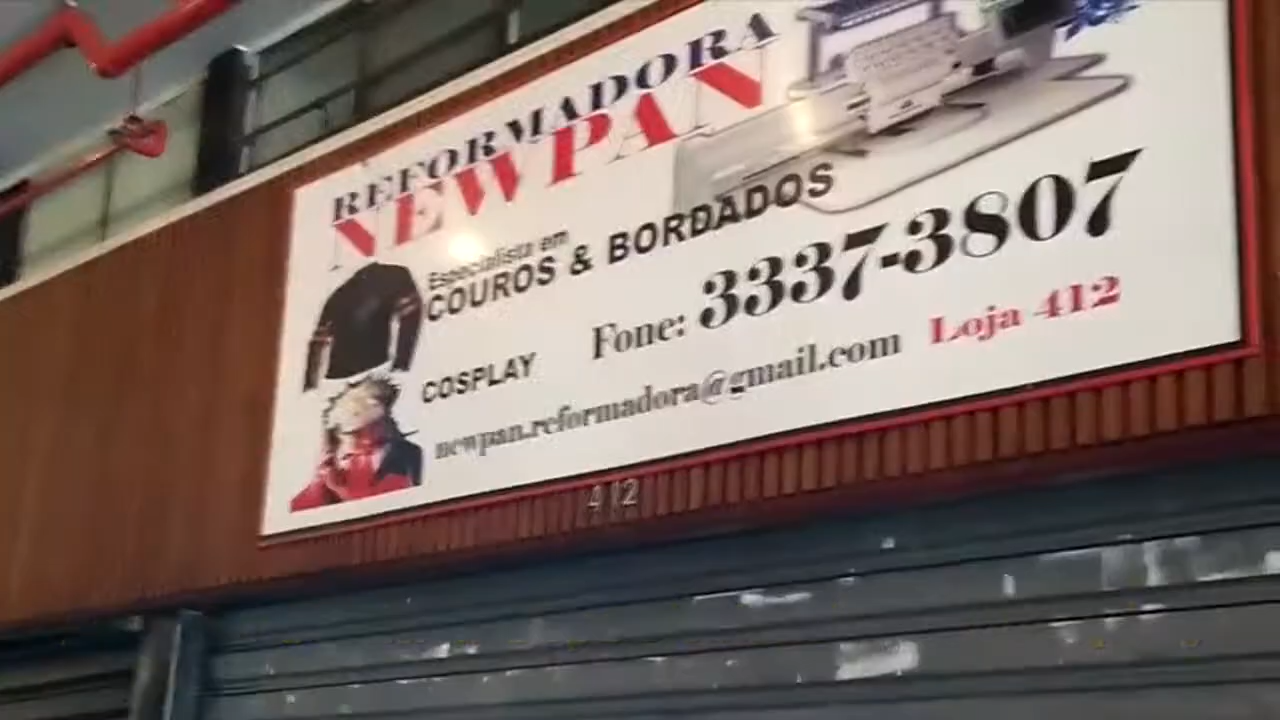 REFORMADORA
NEWPAN
Especialista em
COUROS & BORDADOS
COSPLAY
Fone: 3337-3807
newpan.reformadora@gmail.com
Loja 412
412